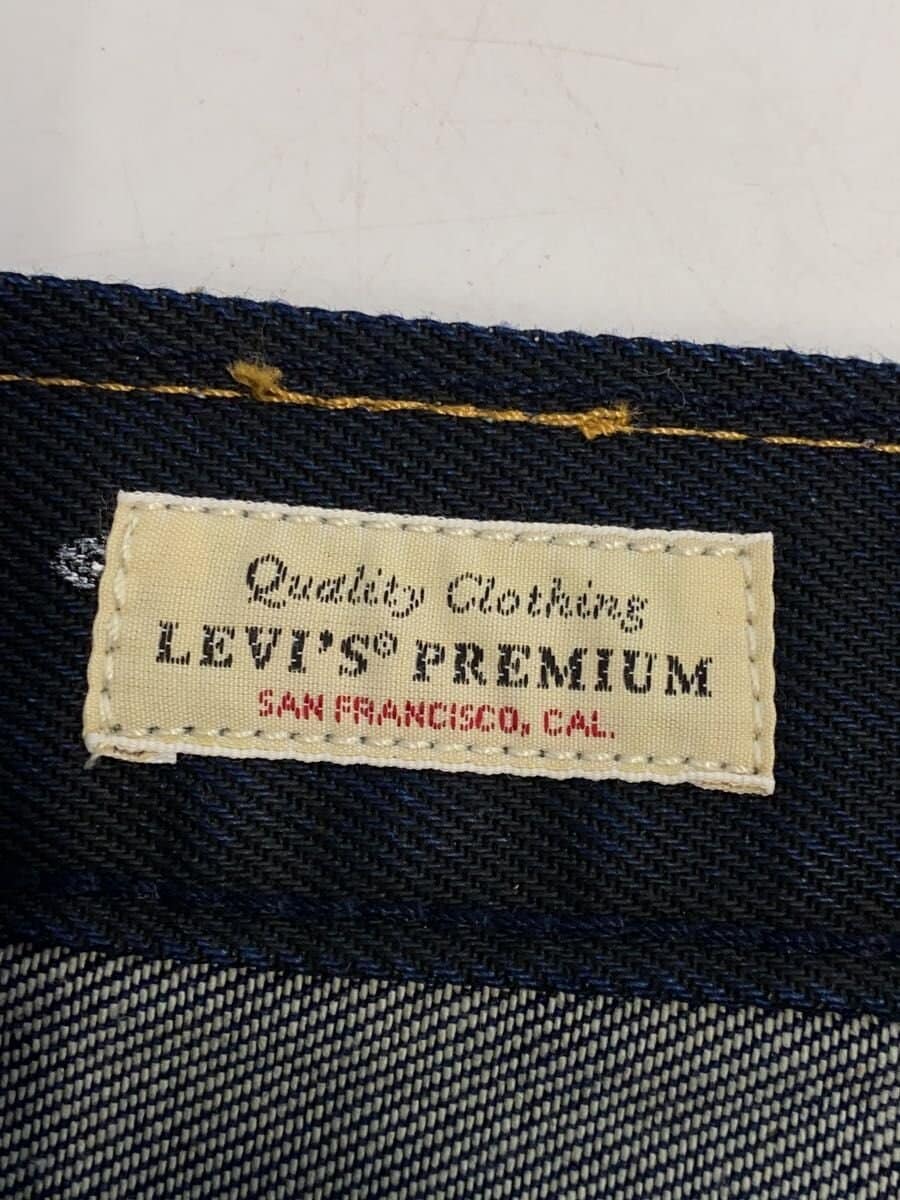 Quality Clothing
LEVI'S® PREMIUM
SAN FRANCISCO, CAL.